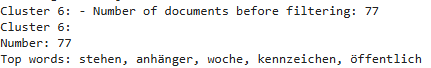 Cluster 6: - Number of documents before filtering: 77
Cluster 6:
Number: 77
Top words: stehen, anhänger, woche, kennzeichen, öffentlich